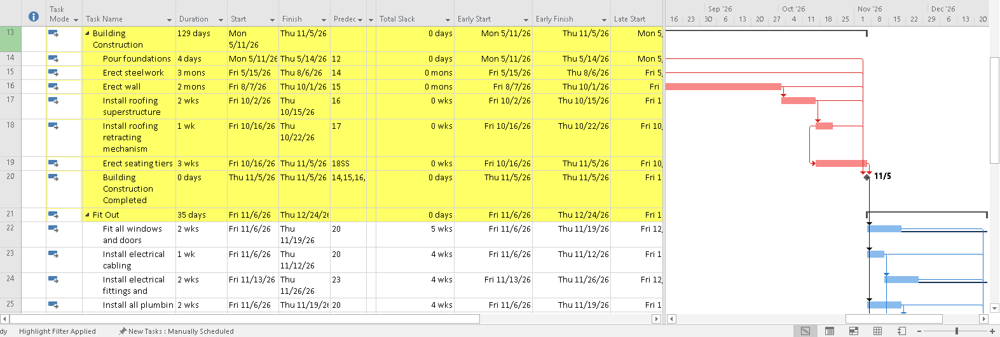 Task Mode Task Name Duration Start Finish Predec Total Slack Early Start Early Finish Late Start
Sep '26 Oct '26 Nov '26 Dec '26
16 23 30 6 13 20 27 4 11 18 25 1 8 15 22 29 6 13 20
13 Building Construction 129 days Mon 5/11/26 Thu 11/5/26 0 days Mon 5/11/26 Thu 11/5/26 Mon 5,
14 Pour foundations 4 days Mon 5/11/26 Thu 5/14/26 12 0 days Mon 5/11/26 Thu 5/14/26 Mon 5/
15 Erect steelwork 3 mons Fri 5/15/26 Thu 8/6/26 14 0 mons Fri 5/15/26 Thu 8/6/26 Fri 5,
16 Erect wall 2 mons Fri 8/7/26 Thu 10/1/26 15 0 mons Fri 8/7/26 Thu 10/1/26 Fri
17 Install roofing superstructure 2 wks Fri 10/2/26 Thu 10/15/26 16 0 wks Fri 10/2/26 Thu 10/15/26 Fri 1
18 Install roofing retracting mechanism 1 wk Fri 10/16/26 Thu 10/22/26 17 0 wks Fri 10/16/26 Thu 10/22/26 Fri 10,
19 Erect seating tiers 3 wks Fri 10/16/26 Thu 11/5/26 18SS 0 wks Fri 10/16/26 Thu 11/5/26 Fri 10,
20 Building Construction Completed 0 days Thu 11/5/26 Thu 11/5/26 14,15,16, 0 days Thu 11/5/26 Thu 11/5/26 Thu 1
11/5
21 Fit Out 35 days Fri 11/6/26 Thu 12/24/26 0 days Fri 11/6/26 Thu 12/24/26 Fri 1
22 Fit all windows and doors 2 wks Fri 11/6/26 Thu 11/19/26 20 5 wks Fri 11/6/26 Thu 11/19/26 Fri 12,
23 Install electrical cabling 1 wk Fri 11/6/26 Thu 11/12/26 20 4 wks Fri 11/6/26 Thu 11/12/26 Fri 1
24 Install electrical fittings and 2 wks Fri 11/13/26 Thu 11/26/26 23 4 wks Fri 11/13/26 Thu 11/26/26 Fri 12,
25 Install all plumbin 2 wks Fri 11/6/26 Thu 11/19/26 20 4 wks Fri 11/6/26 Thu 11/19/26 Fri 1
dy Highlight Filter Applied New Tasks : Manually Scheduled